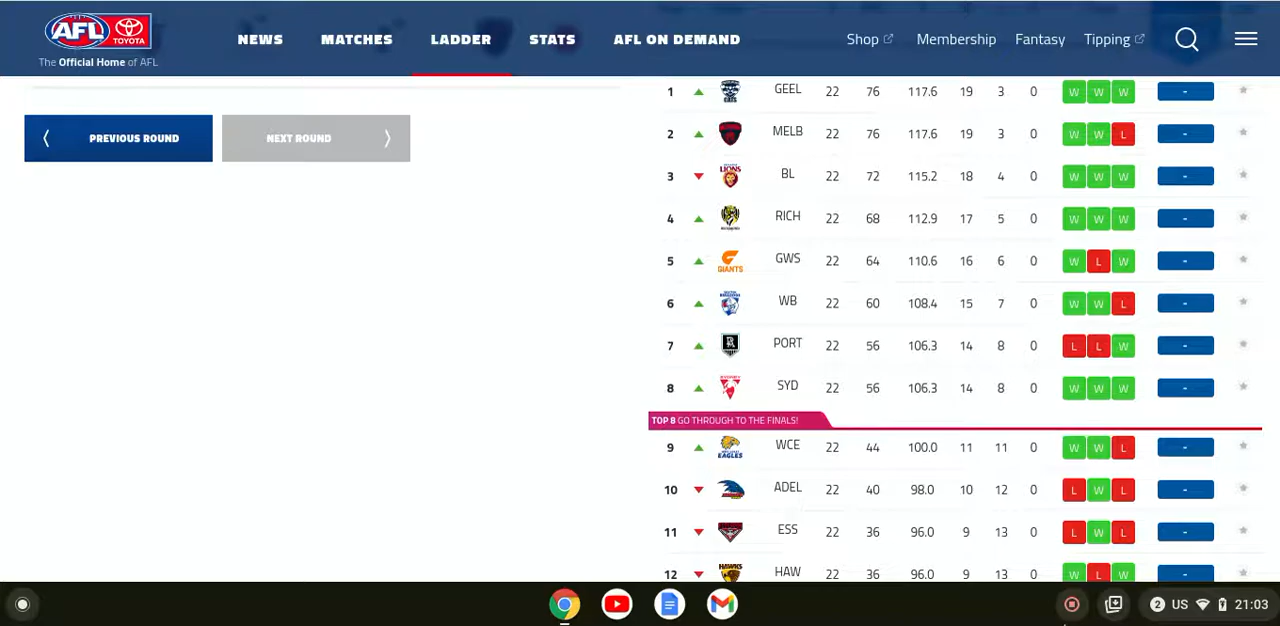 AFL TOYOTA
NEWS MATCHES LADDER STATS AFL ON DEMAND Shop Membership Fantasy Tipping
The Official Home of AFL
PREVIOUS ROUND NEXT ROUND
1 GEEL 22 76 117.6 19 3 0 W W W -
2 MELB 22 76 117.6 19 3 0 W W L -
3 BL 22 72 115.2 18 4 0 W W W -
4 RICH 22 68 112.9 17 5 0 W W W -
5 GWS 22 64 110.6 16 6 0 W L W -
6 WB 22 60 108.4 15 7 0 W W L -
7 PORT 22 56 106.3 14 8 0 L L W -
8 SYD 22 56 106.3 14 8 0 W W W -
TOP 8 GO THROUGH TO THE FINALS!
9 WCE 22 44 100.0 11 11 0 W W L -
10 ADEL 22 40 98.0 10 12 0 L W L -
11 ESS 22 36 96.0 9 13 0 L W L -
12 HAW 22 36 96.0 9 13 0 W L W -
2 US 21:03